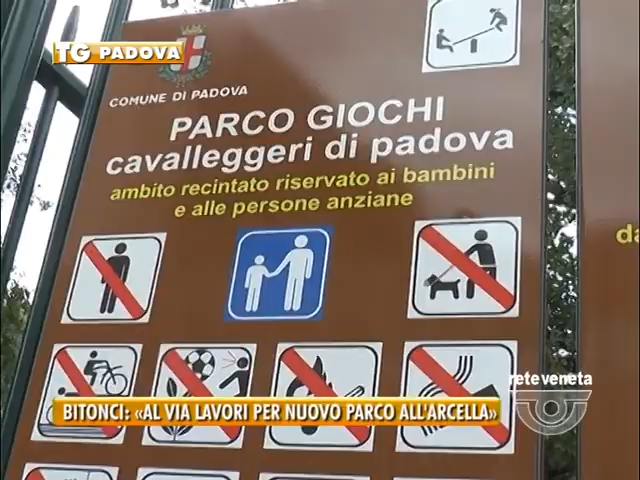 TG PADOVA
COMUNE DI PADOVA
PARCO GIOCHI
cavalleggeri di padova
ambito recintato riservato ai bambini
e alle persone anziane
da
reteveneta
BITONCI: «AL VIA LAVORI PER NUOVO PARCO ALL'ARCELLA»